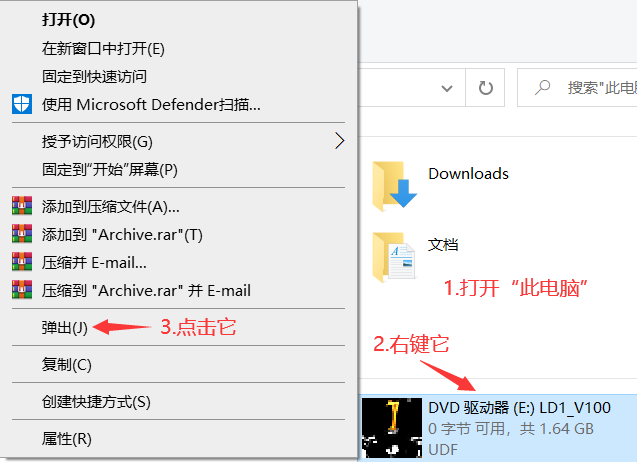 打开(O)
在新窗口中打开(E)
固定到快速访问
使用 Microsoft Defender扫描...
授予访问权限(G)
固定到"开始"屏幕(P)
添加到压缩文件(A)...
添加到 "Archive.rar"(T)
压缩并 E-mail...
压缩到 "Archive.rar" 并 E-mail
弹出(J)
3.点击它
复制(C)
创建快捷方式(S)
属性(R)
搜索"此电脑
Downloads
文档
1.打开“此电脑”
2.右键它
DVD 驱动器 (E:) LD1_V100
0 字节 可用，共 1.64 GB
UDF